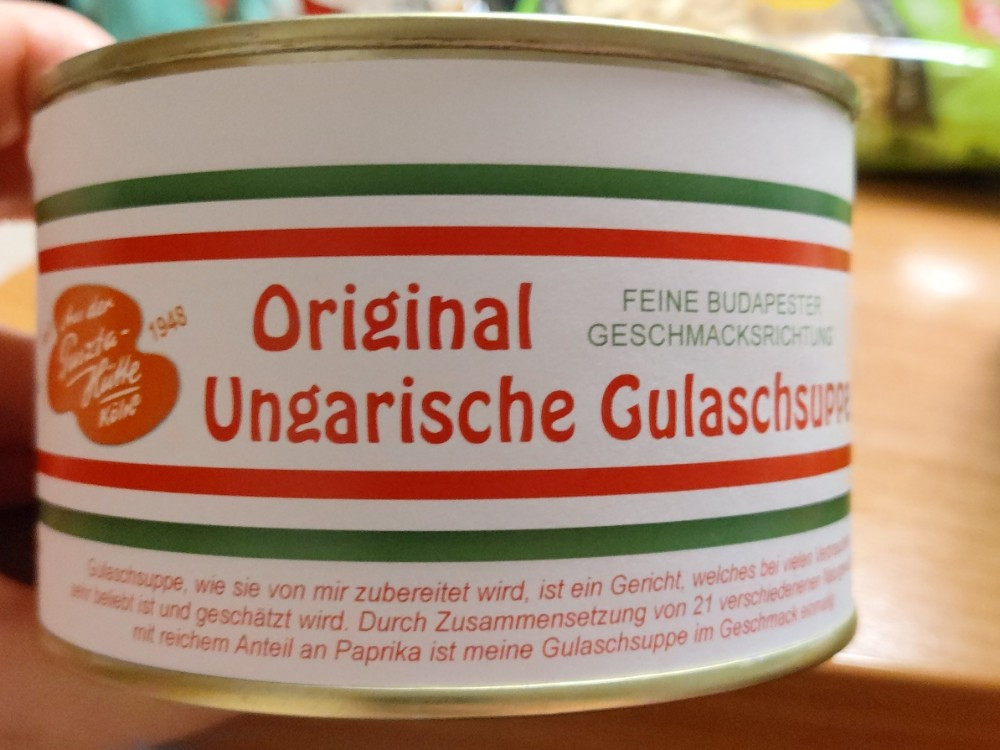 Aus der
Puszta-
Hütte
Köln
1948
Original
FEINE BUDAPESTER
GESCHMACKSRICHTUNG
Ungarische Gulaschsuppe
Gulaschsuppe, wie sie von mir zubereitet wird, ist ein Gericht, welches bei vielen
sehr beliebt ist und geschätzt wird. Durch Zusammensetzung von 21 verschiedenen
mit reichem Anteil an Paprika ist meine Gulaschsuppe im Geschmack einmalig